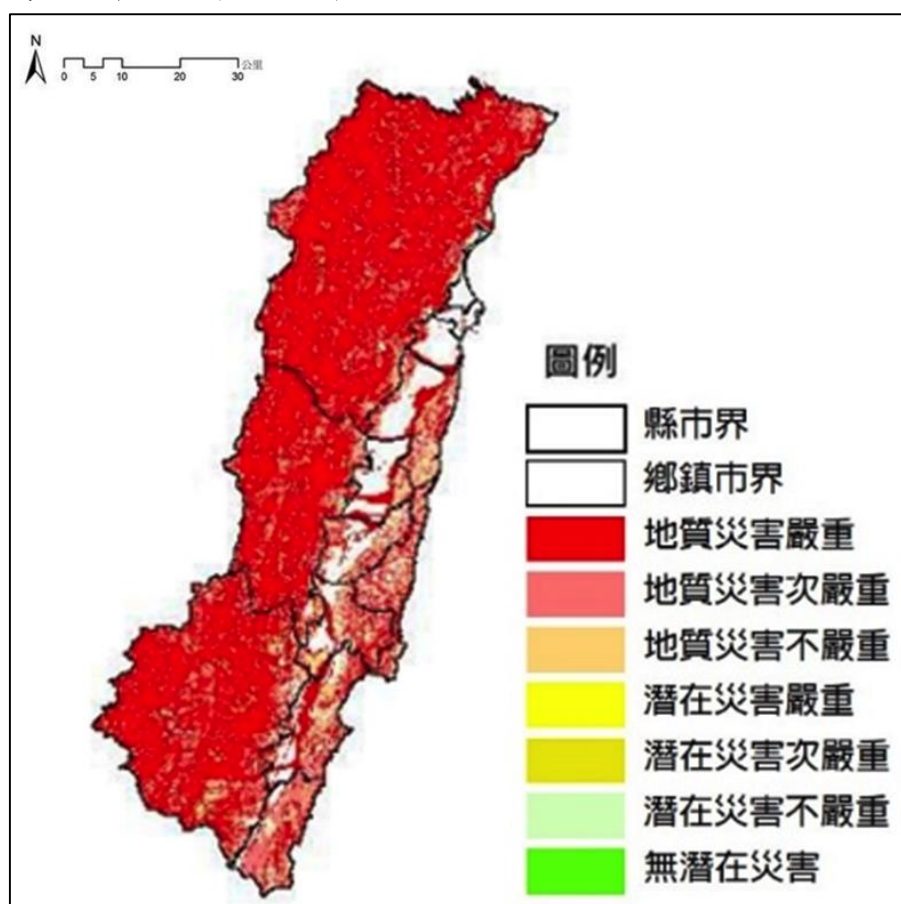 N
0 5 10 20 30 公里
圖例
縣市界
鄉鎮市界
地質災害嚴重
地質災害次嚴重
地質災害不嚴重
潛在災害嚴重
潛在災害次嚴重
潛在災害不嚴重
無潛在災害